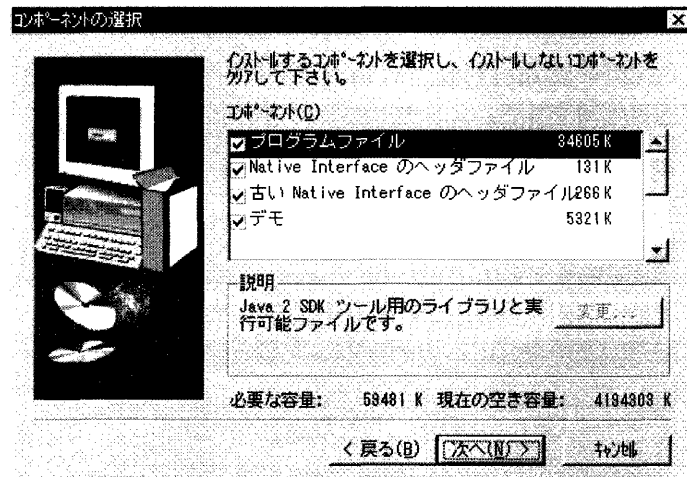 コンポーネントの選択
インストールするコンポーネントを選択し、インストールしないコンポーネントを
クリアして下さい。
コンポーネント(C)
プログラムファイル 34605 K
Native Interface のヘッダファイル 131 K
古い Native Interface のヘッダファイル266 K
デモ 5321 K
説明
Java 2 SDK ツール用のライブラリと実
行可能ファイルです。
変更...
必要な容量: 59481 K 現在の空き容量: 4194303 K
< 戻る(B) 次へ(N) > キャンセル